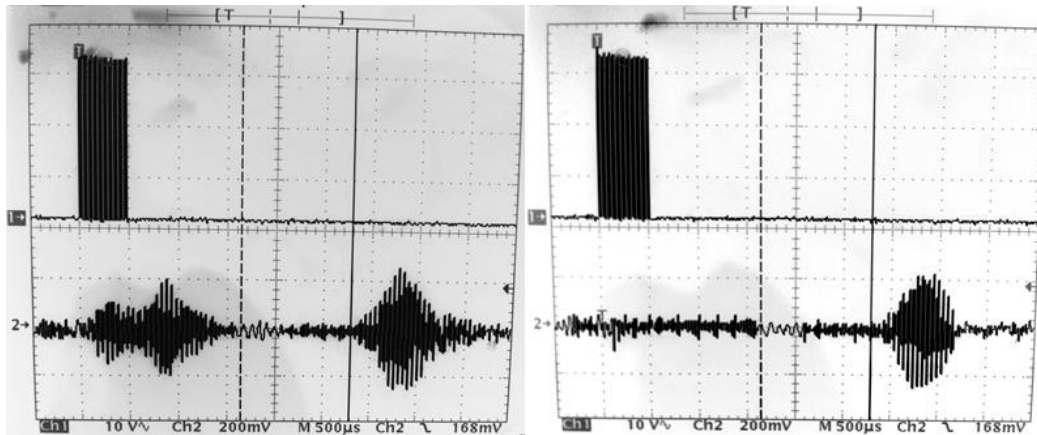 [ T ]
1
1→
2→
Ch1 10 V∿ Ch2 200mV M 500µs Ch2 ʅ 168mV
[ T ]
1
1→
T
2→
Ch1 10 V∿ Ch2 200mV M 500µs Ch2 ʅ 168mV